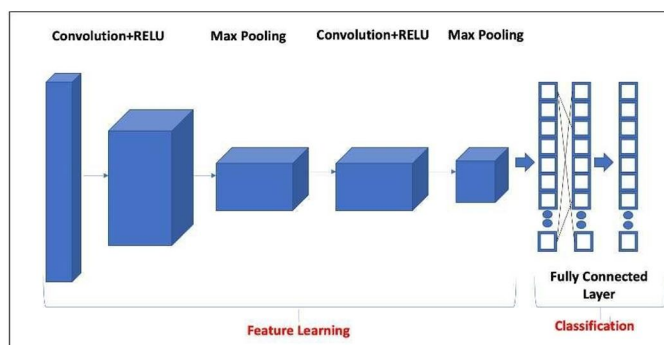 Convolution+RELU
Max Pooling
Convolution+RELU
Max Pooling
Fully Connected
Layer
Feature Learning
Classification